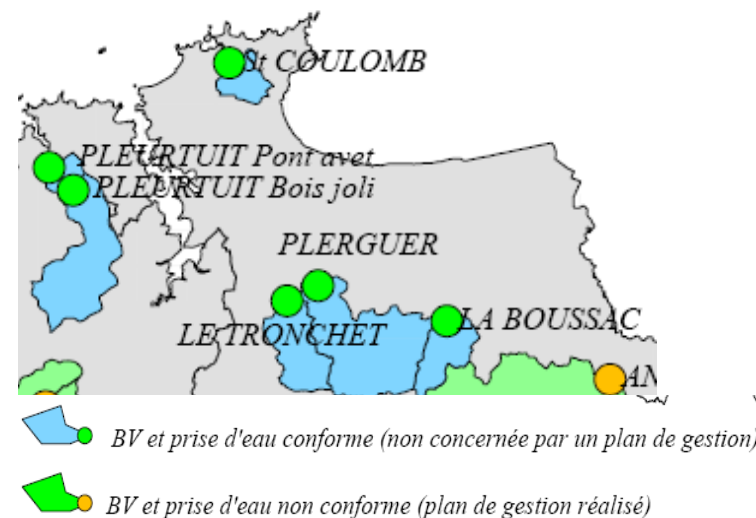 St COULOMB
PLEURTUIT Pont avet
PLEURTUIT Bois joli
PLERGUER
LE TRONCHET
LA BOUSSAC
AN
BV et prise d'eau conforme (non concernée par un plan de gestion)
BV et prise d'eau non conforme (plan de gestion réalisé)